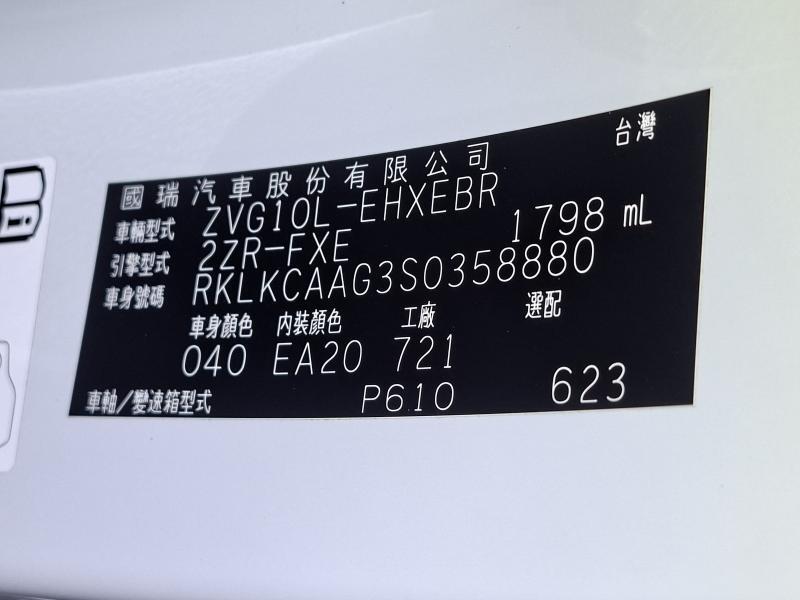 台灣
國瑞汽車股份有限公司
車輛型式 ZVG10L-EHXEBR
引擎型式 2ZR-FXE 1798 mL
車身號碼 RKLKCAAG3S0358880
車身顏色 內裝顏色 工廠 選配
040 EA20 721
車軸/變速箱型式 P610 623